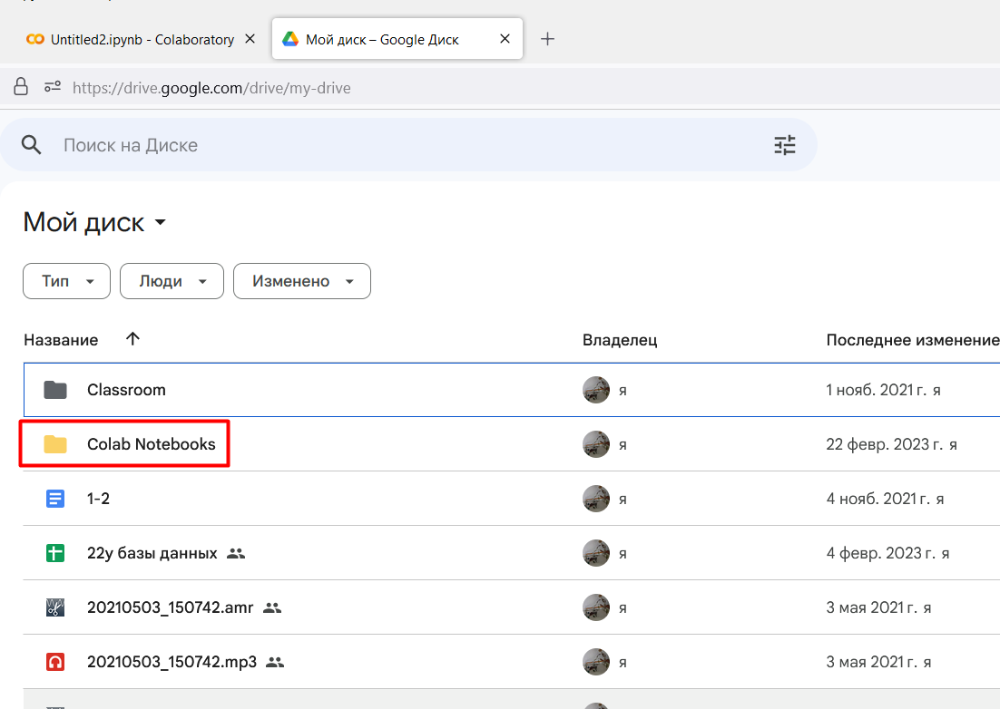 Untitled2.ipynb - Colaboratory
Мой диск – Google Диск
https://drive.google.com/drive/my-drive
Поиск на Диске
Мой диск
Тип Люди Изменено
Название Владелец Последнее изменение
Classroom я 1 нояб. 2021 г. я
Colab Notebooks я 22 февр. 2023 г. я
1-2 я 4 нояб. 2021 г. я
22у базы данных я 4 февр. 2023 г. я
20210503_150742.amr я 3 мая 2021 г. я
20210503_150742.mp3 я 3 мая 2021 г. я